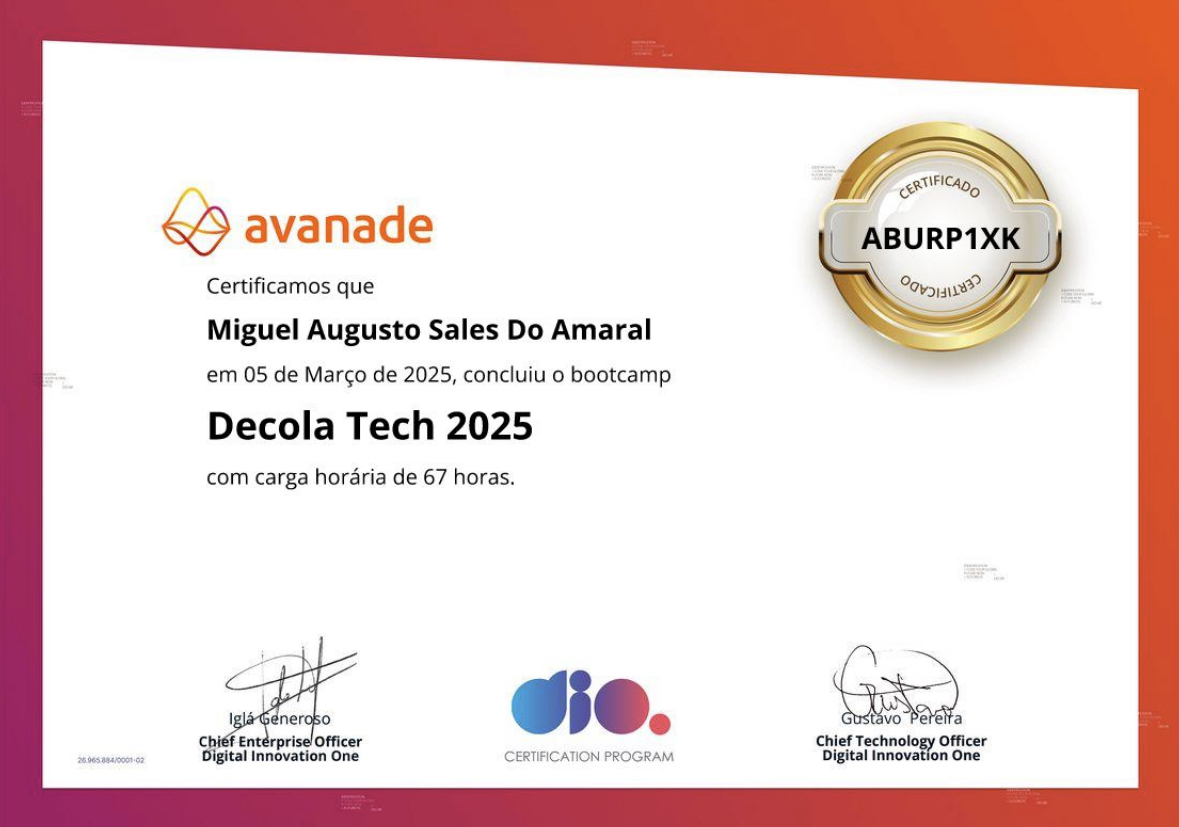 avanade
CERTIFICADO
ABURP1XK
CERTIFICADO
Certificamos que
Miguel Augusto Sales Do Amaral
em 05 de Março de 2025, concluiu o bootcamp
Decola Tech 2025
com carga horária de 67 horas.
Iglá Generoso
Chief Enterprise Officer
Digital Innovation One
dio.
CERTIFICATION PROGRAM
Gustavo Pereira
Chief Technology Officer
Digital Innovation One
26.965.884/0001-02